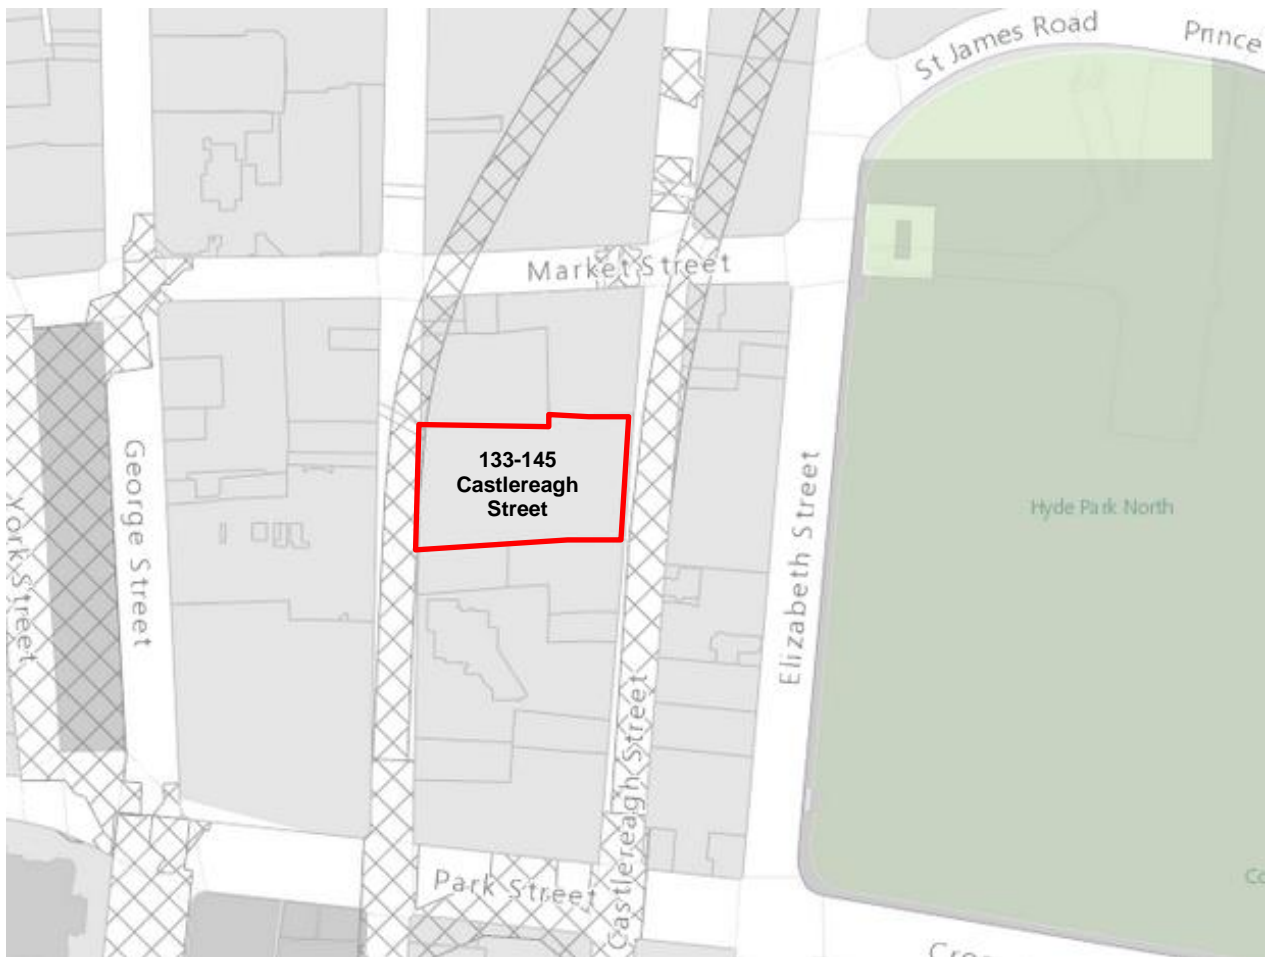 St James Road
Prince
Market Street
133-145
Castlereagh
Street
George Street
York Street
Elizabeth Street
Hyde Park North
Castlereagh Street
Park Street
Co